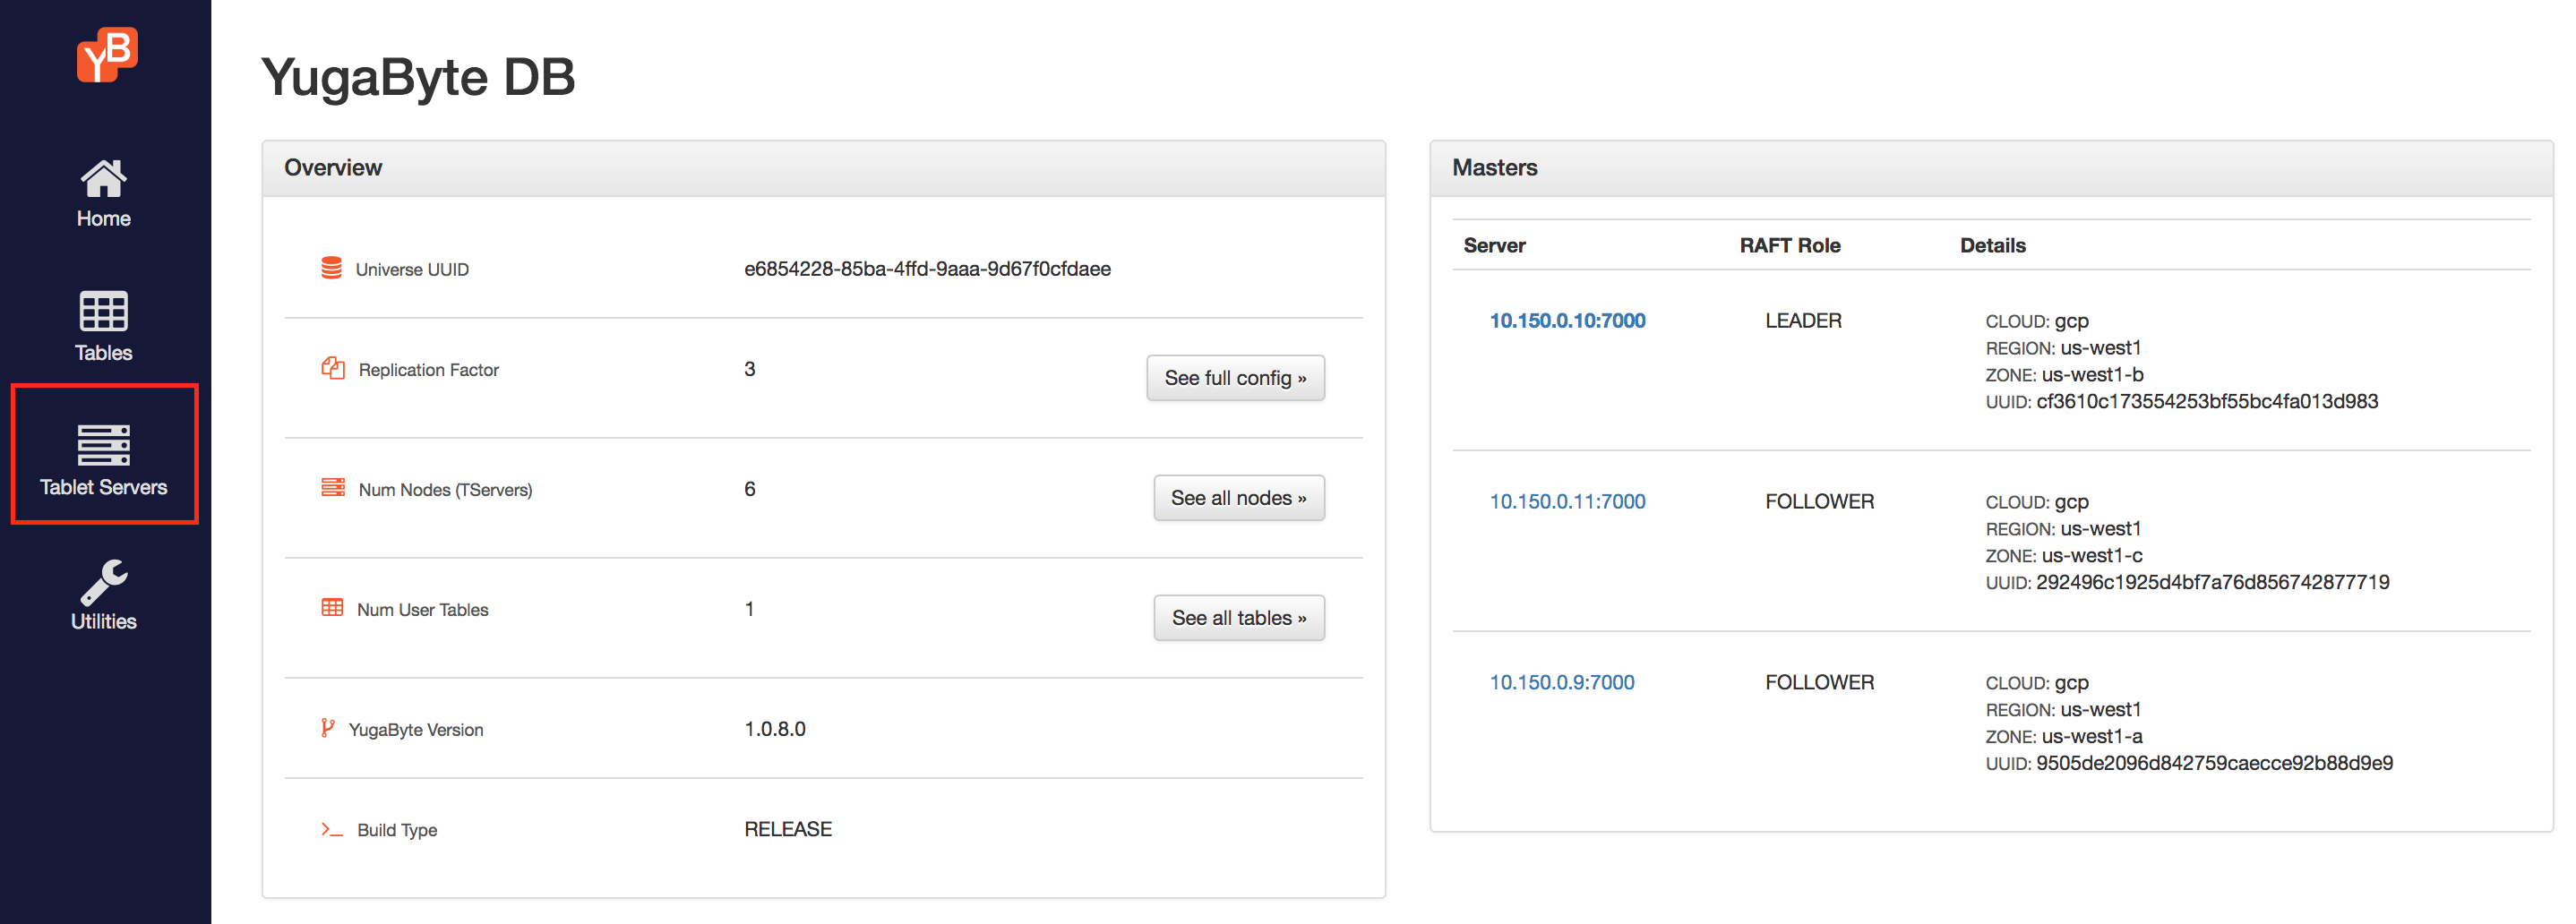 YB
Home
Tables
Tablet Servers
Utilities
YugaByte DB
Overview
Universe UUID e6854228-85ba-4ffd-9aaa-9d67f0cfdaee
Replication Factor 3 See full config »
Num Nodes (TServers) 6 See all nodes »
Num User Tables 1 See all tables »
YugaByte Version 1.0.8.0
Build Type RELEASE
Masters
Server RAFT Role Details
10.150.0.10:7000 LEADER CLOUD: gcp
REGION: us-west1
ZONE: us-west1-b
UUID: cf3610c173554253bf55bc4fa013d983
10.150.0.11:7000 FOLLOWER CLOUD: gcp
REGION: us-west1
ZONE: us-west1-c
UUID: 292496c1925d4bf7a76d856742877719
10.150.0.9:7000 FOLLOWER CLOUD: gcp
REGION: us-west1
ZONE: us-west1-a
UUID: 9505de2096d842759caecce92b88d9e9